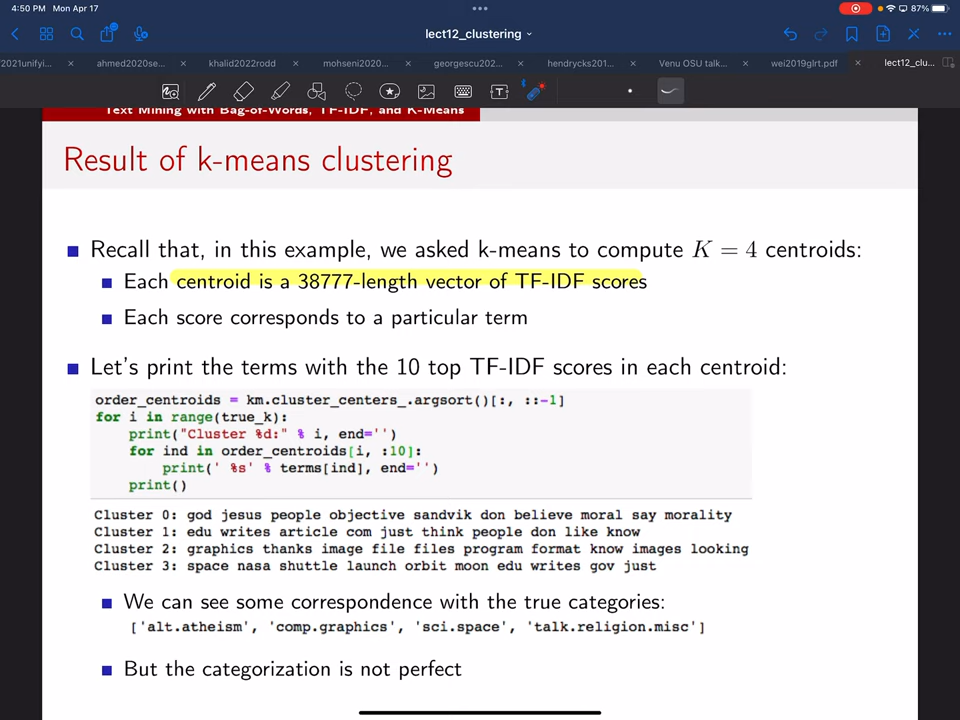 4:50 PM Mon Apr 17
87%
lect12_clustering
2021unifyi... ahmed2020se... khalid2022rodd mohseni2020... georgescu202... hendrycks201... Venu OSU talk... wei2019glrt.pdf lect12_clu...
Text Mining with Bag-of-Words, TF-IDF, and K-Means
Result of k-means clustering
Recall that, in this example, we asked k-means to compute K = 4 centroids:
Each centroid is a 38777-length vector of TF-IDF scores
Each score corresponds to a particular term
Let's print the terms with the 10 top TF-IDF scores in each centroid:
order_centroids = km.cluster_centers_.argsort()[:, ::-1]
for i in range(true_k):
    print("Cluster %d:" % i, end='')
    for ind in order_centroids[i, :10]:
        print(' %s' % terms[ind], end='')
    print()
Cluster 0: god jesus people objective sandvik don believe moral say morality
Cluster 1: edu writes article com just think people don like know
Cluster 2: graphics thanks image file files program format know images looking
Cluster 3: space nasa shuttle launch orbit moon edu writes gov just
We can see some correspondence with the true categories:
['alt.atheism', 'comp.graphics', 'sci.space', 'talk.religion.misc']
But the categorization is not perfect